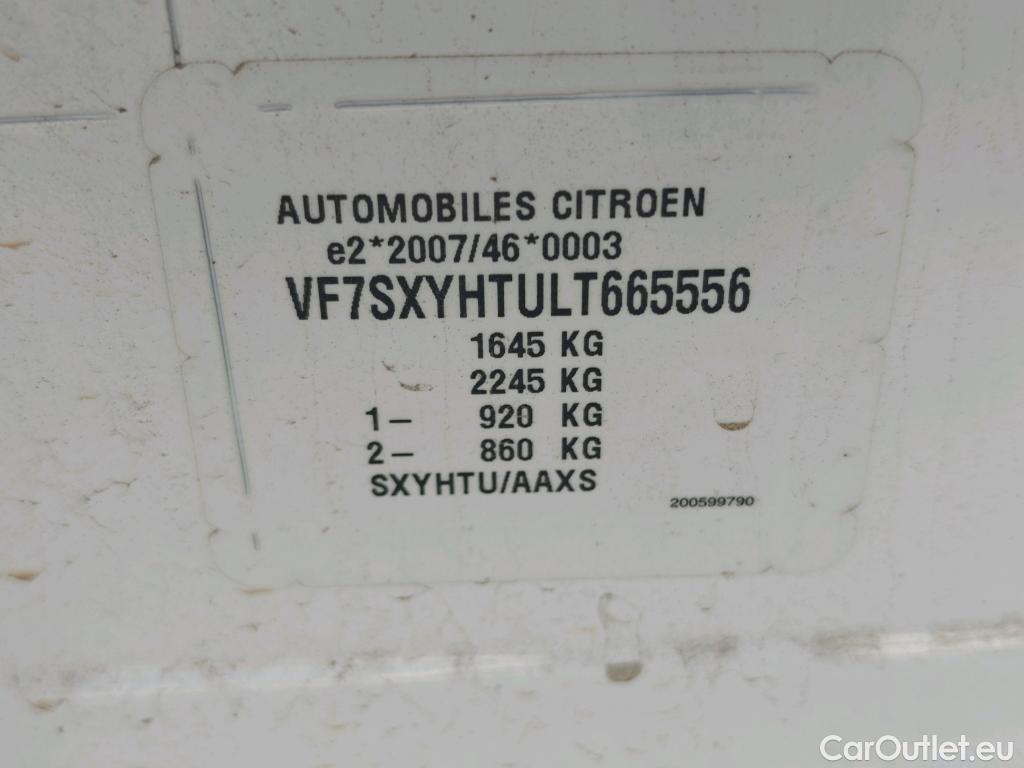 AUTOMOBILES CITROEN
e2*2007/46*0003
VF7SXYHTULT665556
1645 KG
2245 KG
1- 920 KG
2- 860 KG
SXYHTU/AAXS
200599790
CarOutlet.eu